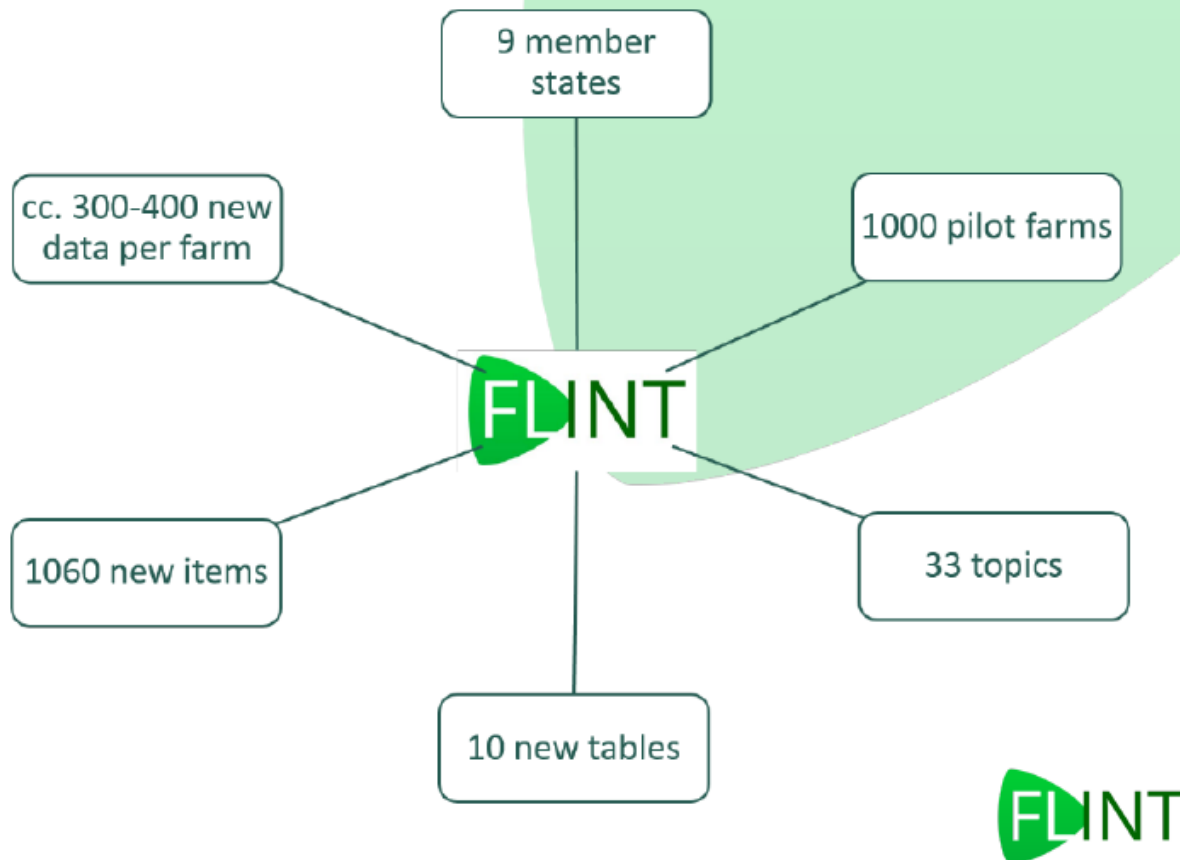 9 member
states
cc. 300-400 new
data per farm
1000 pilot farms
FLINT
1060 new items
33 topics
10 new tables
FLINT